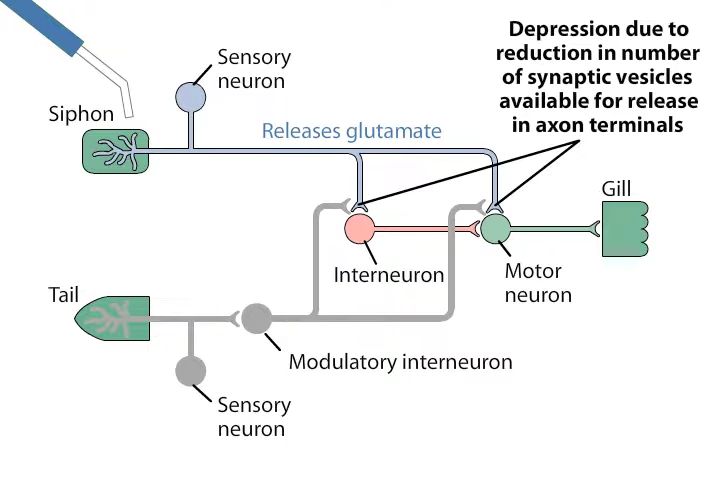 Depression due to
reduction in number
of synaptic vesicles
available for release
in axon terminals
Sensory
neuron
Siphon
Releases glutamate
Gill
Interneuron
Motor
neuron
Tail
Modulatory interneuron
Sensory
neuron